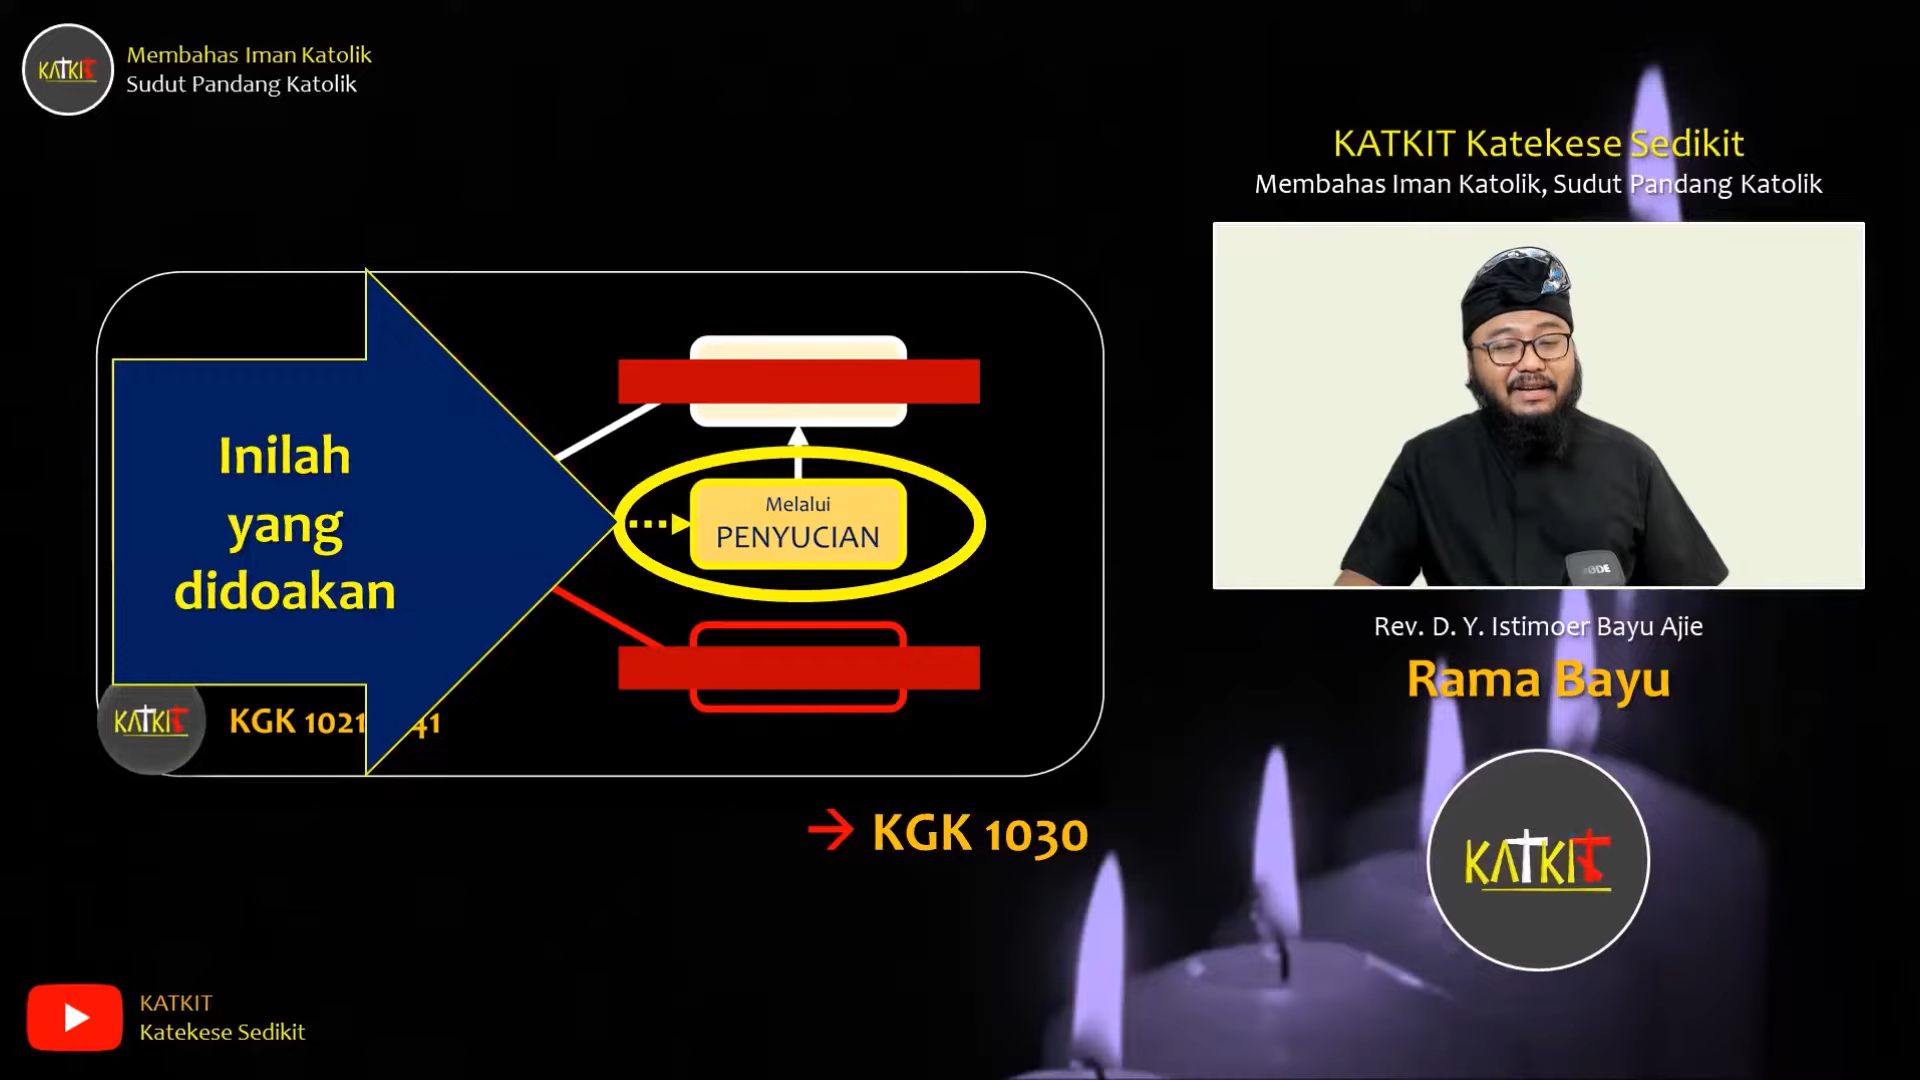 KATKIT
Membahas Iman Katolik
Sudut Pandang Katolik
KATKIT Katekese Sedikit
Membahas Iman Katolik, Sudut Pandang Katolik
Inilah
yang
didoakan
Melalui
PENYUCIAN
KATKIT
KGK 1021 41
KGK 1030
Rev. D. Y. Istimoer Bayu Ajie
Rama Bayu
KATKIT
KATKIT
Katekese Sedikit